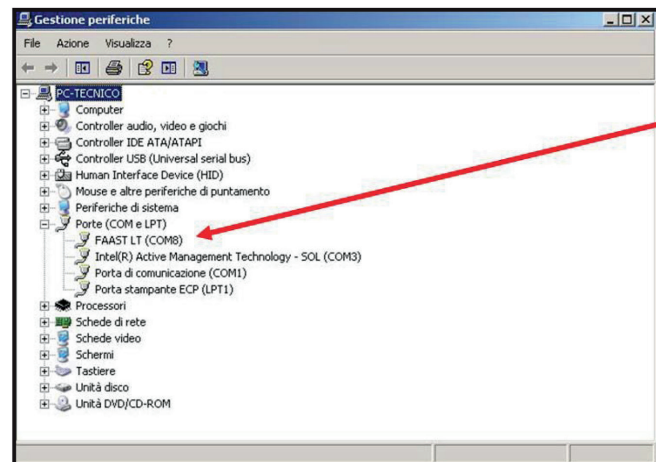 Gestione periferiche
File Azione Visualizza ?
PC-TECNICO
Computer
Controller audio, video e giochi
Controller IDE ATA/ATAPI
Controller USB (Universal serial bus)
Human Interface Device (HID)
Mouse e altre periferiche di puntamento
Periferiche di sistema
Porte (COM e LPT)
FAAST LT (COM8)
Intel(R) Active Management Technology - SOL (COM3)
Porta di comunicazione (COM1)
Porta stampante ECP (LPT1)
Processori
Schede di rete
Schede video
Schermi
Tastiere
Unità disco
Unità DVD/CD-ROM